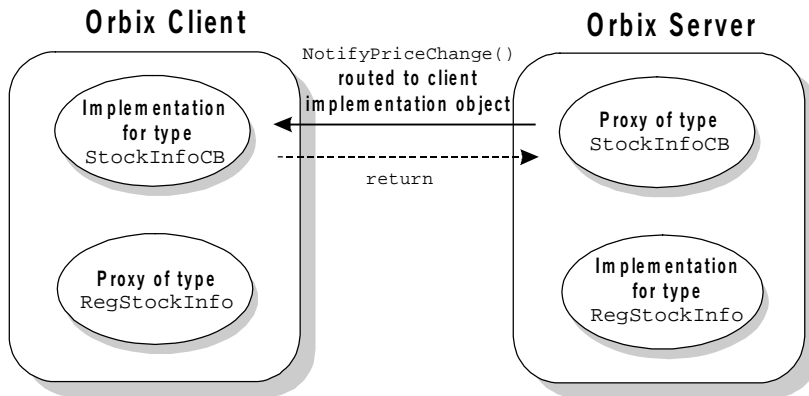 Orbix Client
Orbix Server
NotifyPriceChange()
routed to client
implementation object
Implementation
for type
StockInfoCB
Proxy of type
StockInfoCB
return
Proxy of type
RegStockInfo
Implementation
for type
RegStockInfo